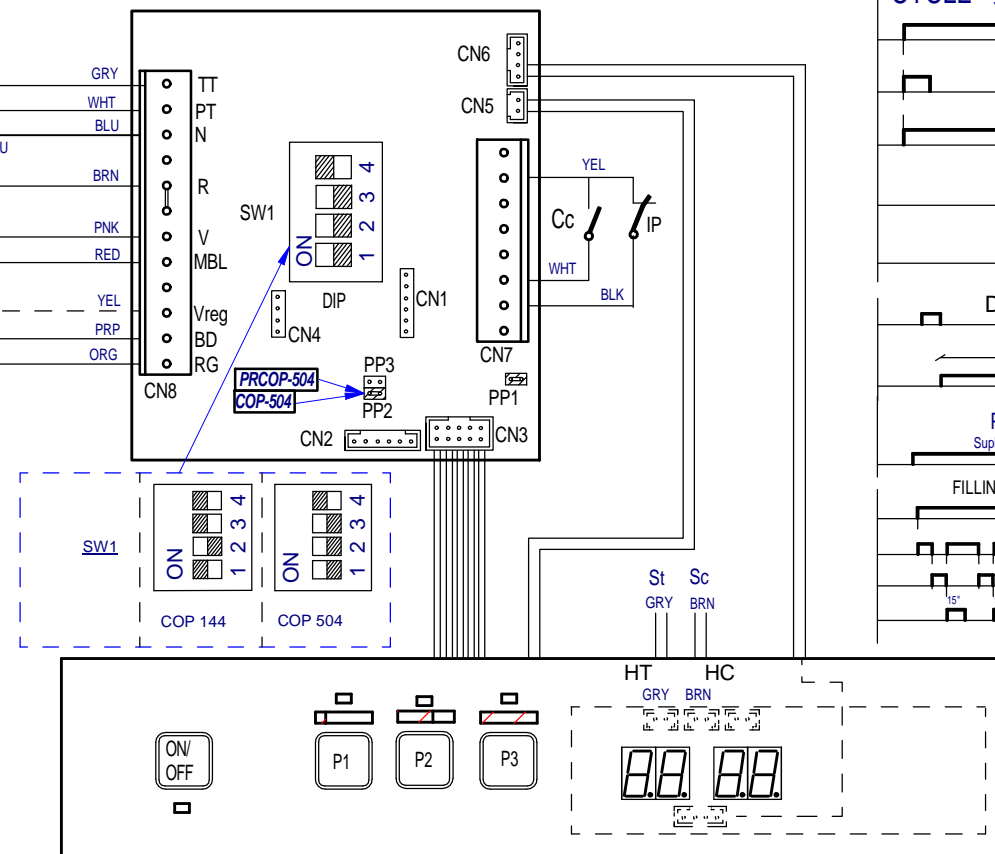 GRY
WHT
BLU
U
BRN
PNK
RED
YEL
PRP
ORG
TT
PT
N
R
V
MBL
Vreg
BD
RG
CN8
SW1
ON
1 2 3 4
DIP
CN4
CN1
CN6
CN5
CN7
YEL
Cc
IP
WHT
BLK
PRCOP-504
COP-504
PP3
PP2
PP1
CN2
CN3
SW1
ON
1 2 3 4
COP 144
ON
1 2 3 4
COP 504
St
GRY
Sc
BRN
HT
HC
GRY
BRN
ON/
OFF
P1
P2
P3
D
Sup
FILLIN
15"